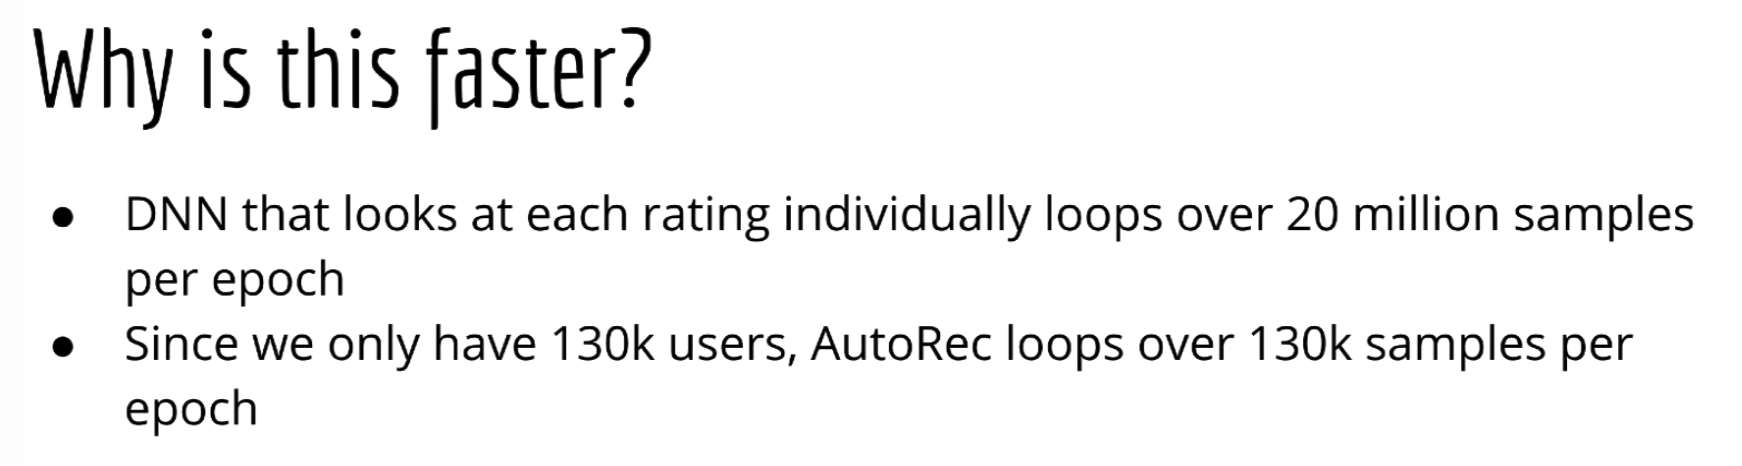 Why is this faster?
● DNN that looks at each rating individually loops over 20 million samples
per epoch
● Since we only have 130k users, AutoRec loops over 130k samples per
epoch